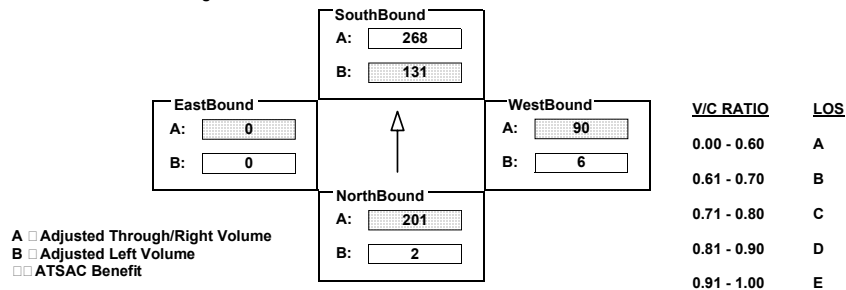 SouthBound
A: 268
B: 131
EastBound
A: 0
B: 0
WestBound
A: 90
B: 6
NorthBound
A: 201
B: 2
A □ Adjusted Through/Right Volume
B □ Adjusted Left Volume
□□ ATSAC Benefit
V/C RATIO LOS
0.00 - 0.60 A
0.61 - 0.70 B
0.71 - 0.80 C
0.81 - 0.90 D
0.91 - 1.00 E